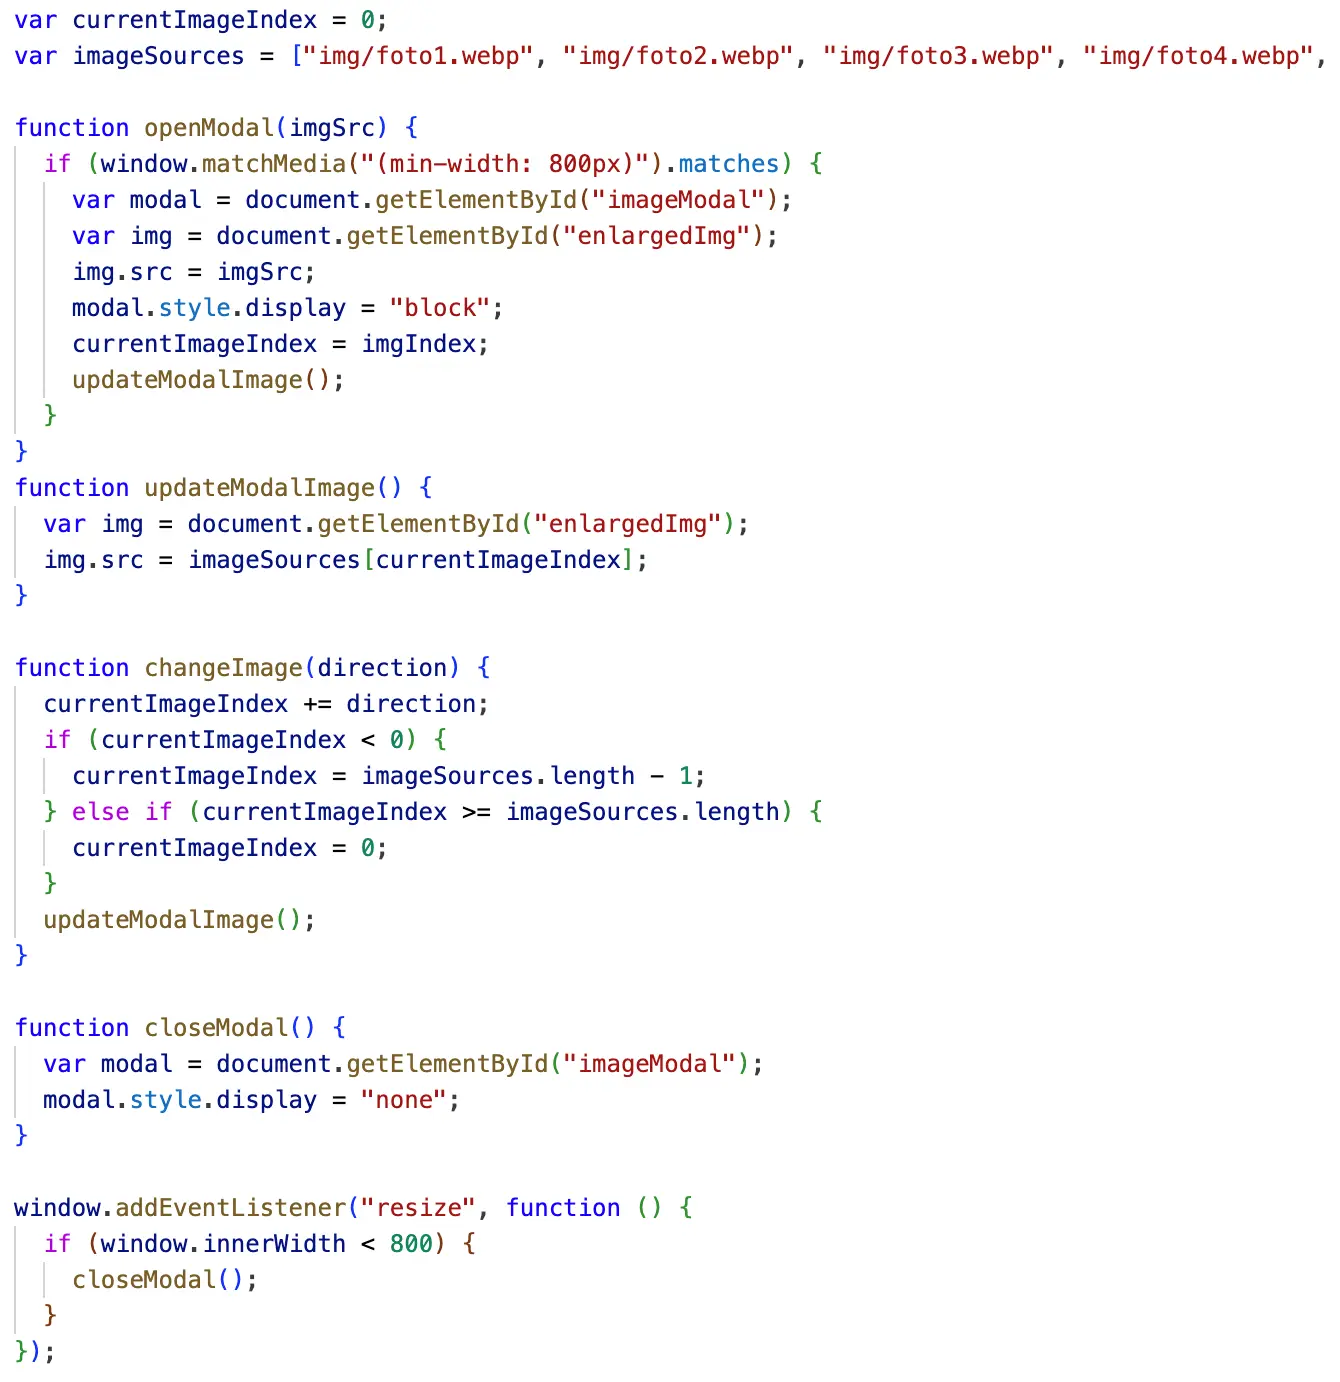 var currentImageIndex = 0;
var imageSources = ["img/foto1.webp", "img/foto2.webp", "img/foto3.webp", "img/foto4.webp",
function openModal(imgSrc) {
  if (window.matchMedia("(min-width: 800px)").matches) {
    var modal = document.getElementById("imageModal");
    var img = document.getElementById("enlargedImg");
    img.src = imgSrc;
    modal.style.display = "block";
    currentImageIndex = imgIndex;
    updateModalImage();
  }
}
function updateModalImage() {
  var img = document.getElementById("enlargedImg");
  img.src = imageSources[currentImageIndex];
}
function changeImage(direction) {
  currentImageIndex += direction;
  if (currentImageIndex < 0) {
    currentImageIndex = imageSources.length - 1;
  } else if (currentImageIndex >= imageSources.length) {
    currentImageIndex = 0;
  }
  updateModalImage();
}
function closeModal() {
  var modal = document.getElementById("imageModal");
  modal.style.display = "none";
}
window.addEventListener("resize", function () {
  if (window.innerWidth < 800) {
    closeModal();
  }
});